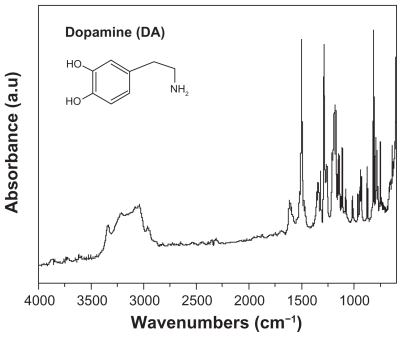 Dopamine (DA)
HO
HO
NH2
Absorbance (a.u)
4000 3500 3000 2500 2000 1500 1000
Wavenumbers (cm⁻¹)